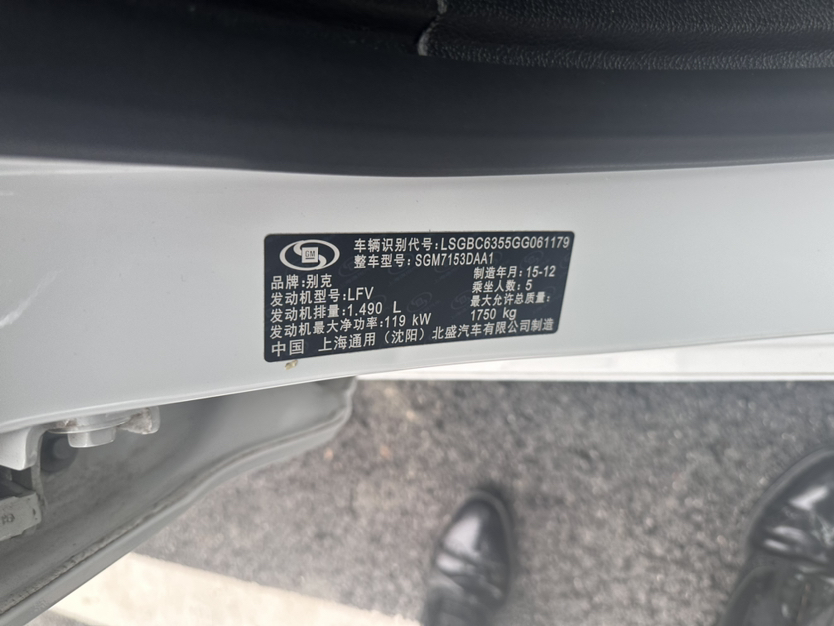 GM
车辆识别代号:LSGBC6355GG061179
整车型号:SGM7153DAA1
品牌:别克
制造年月:15-12
发动机型号:LFV
乘坐人数:5
发动机排量:1.490 L
最大允许总质量:
1750 kg
发动机最大净功率:119 kW
中国 上海通用（沈阳）北盛汽车有限公司制造